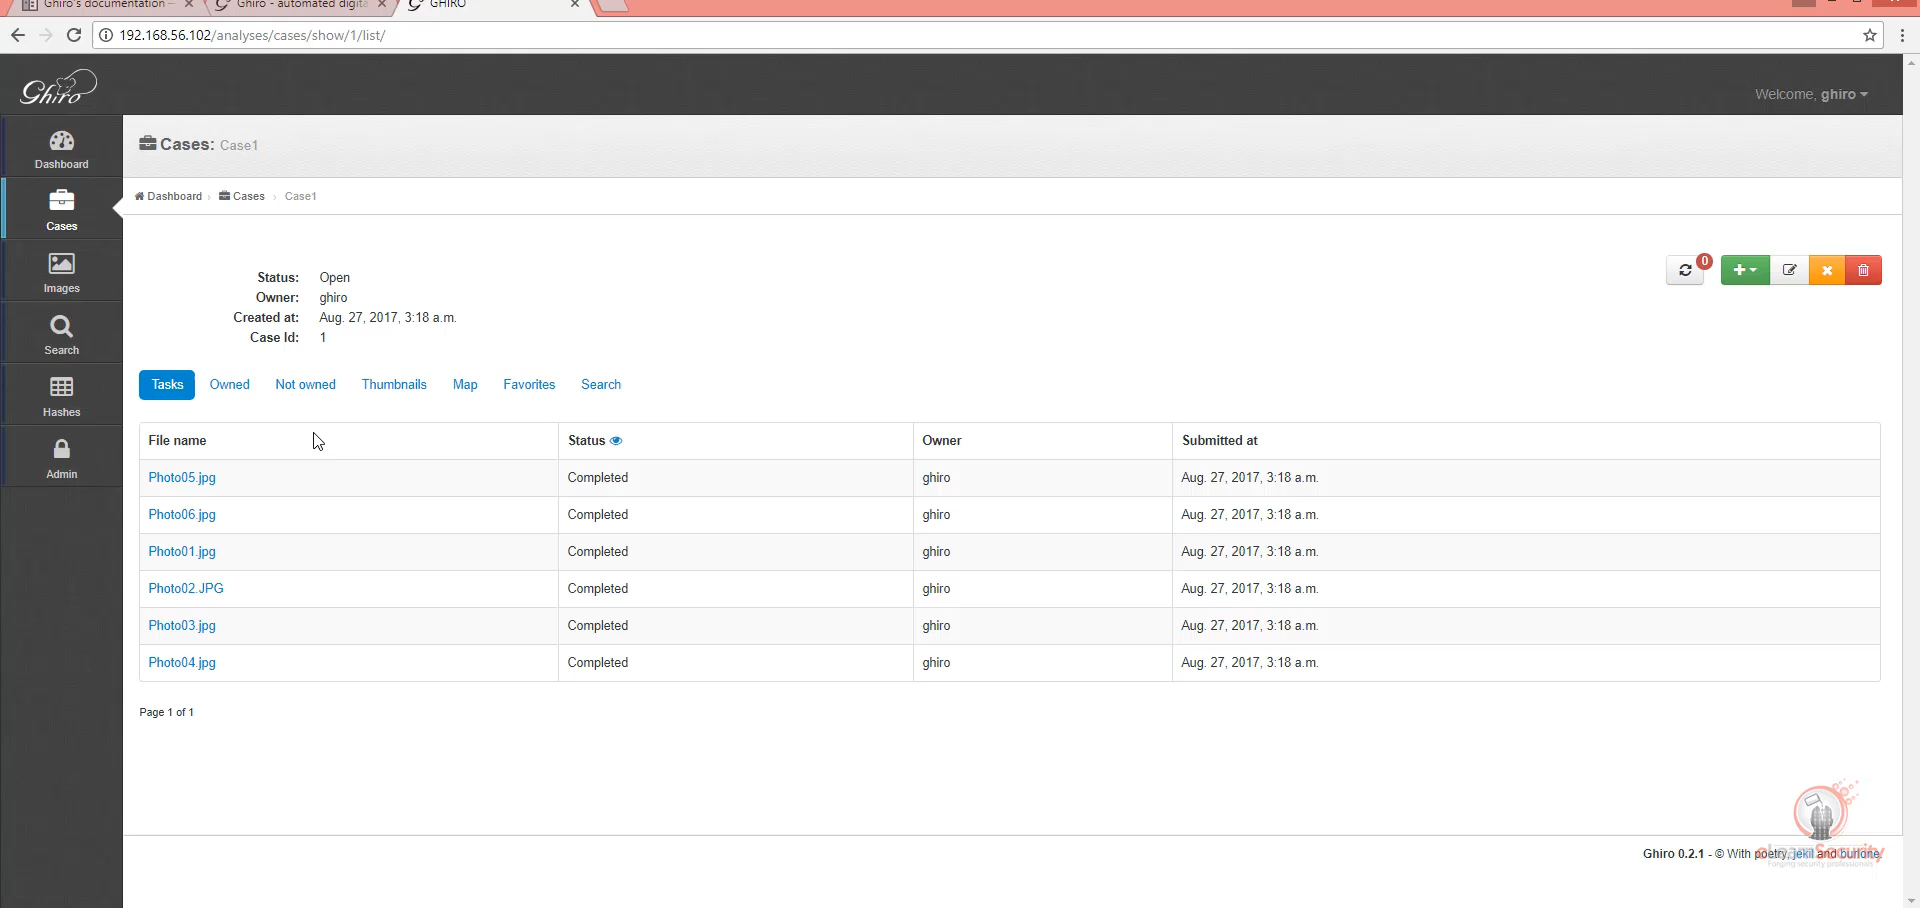 Ghiro's documentation —
Ghiro - automated digita
GHIRO
192.168.56.102/analyses/cases/show/1/list/
Ghiro
Welcome, ghiro
Dashboard
Cases
Images
Search
Hashes
Admin
Cases: Case1
Dashboard › Cases › Case1
Status: Open
Owner: ghiro
Created at: Aug. 27, 2017, 3:18 a.m.
Case Id: 1
0
Tasks Owned Not owned Thumbnails Map Favorites Search
File name Status Owner Submitted at
Photo05.jpg Completed ghiro Aug. 27, 2017, 3:18 a.m.
Photo06.jpg Completed ghiro Aug. 27, 2017, 3:18 a.m.
Photo01.jpg Completed ghiro Aug. 27, 2017, 3:18 a.m.
Photo02.JPG Completed ghiro Aug. 27, 2017, 3:18 a.m.
Photo03.jpg Completed ghiro Aug. 27, 2017, 3:18 a.m.
Photo04.jpg Completed ghiro Aug. 27, 2017, 3:18 a.m.
Page 1 of 1
Ghiro 0.2.1 - © With poetry, jekil and burlone.
eLearnSecurity
Forging security professionals